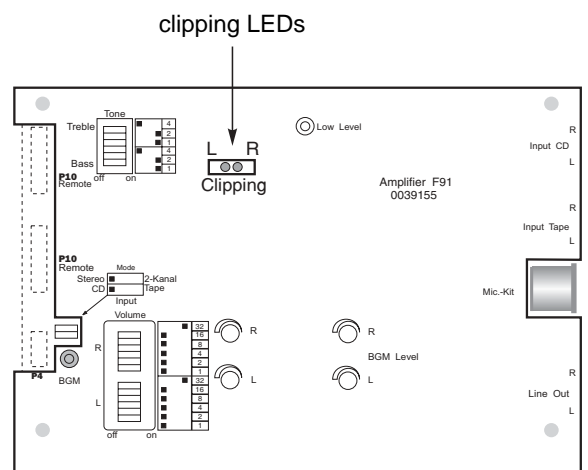 clipping LEDs
Tone
Treble
4
2
1
Bass
4
2
1
off on
P10
Remote
L R
Clipping
Low Level
Amplifier F91
0039155
R
Input CD
L
R
Input Tape
L
P10
Remote
Mode
Stereo 2-Kanal
CD Tape
Input
Mic.-Kit
Volume
R
L
32
16
8
4
2
1
32
16
8
4
2
1
off on
P4
BGM
R
L
R
BGM Level
L
R
Line Out
L